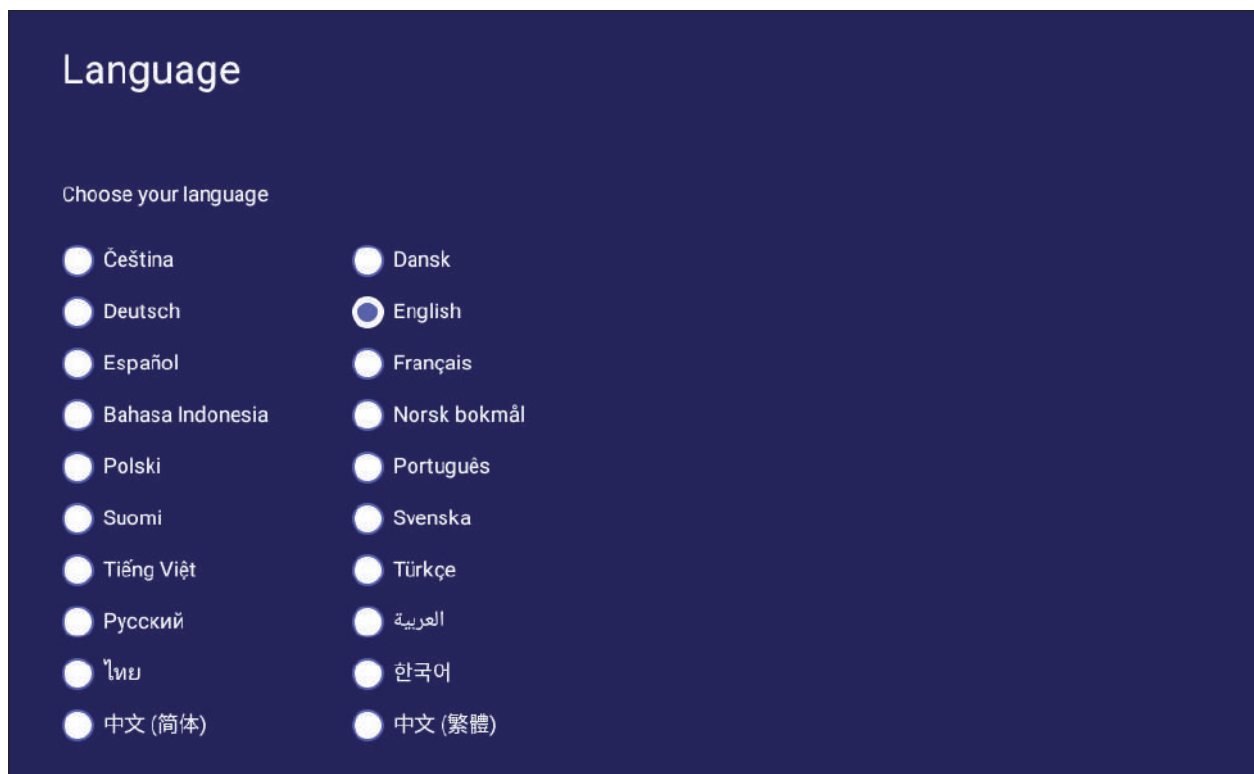 Language
Choose your language
Čeština
Dansk
Deutsch
English
Español
Français
Bahasa Indonesia
Norsk bokmål
Polski
Português
Suomi
Svenska
Tiếng Việt
Türkçe
Русский
العربية
ไทย
한국어
中文 (简体)
中文 (繁體)